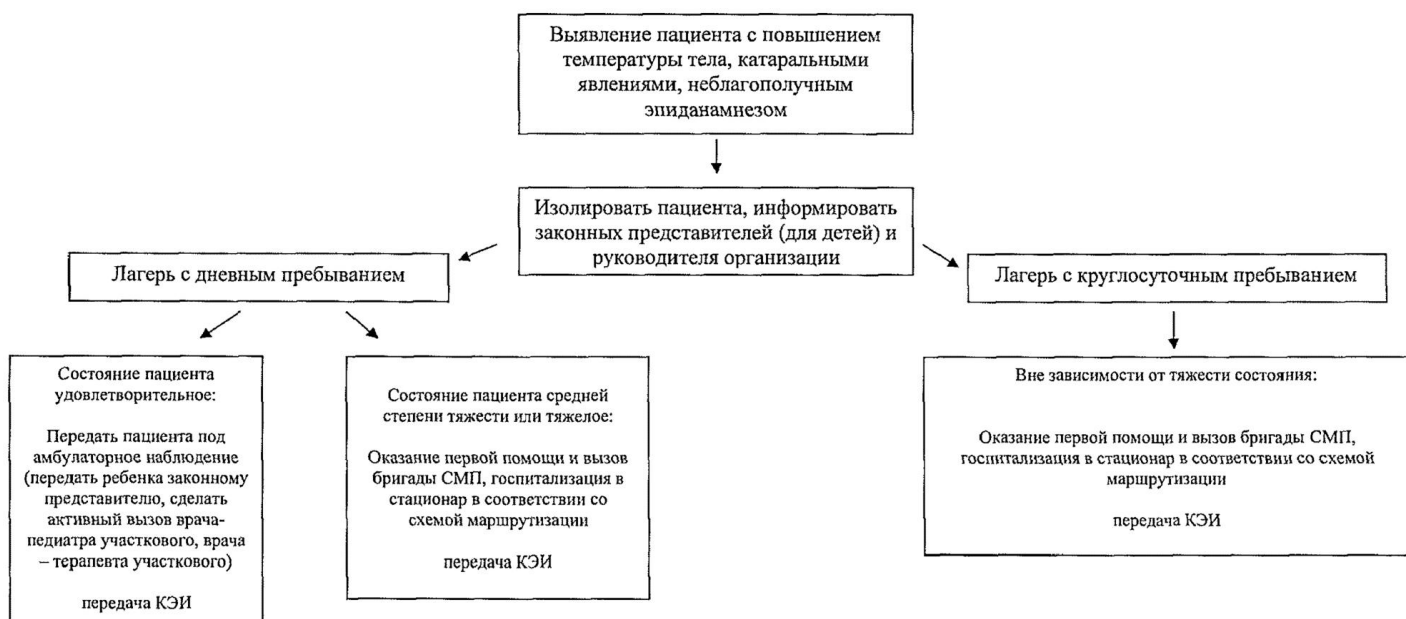 Выявление пациента с повышением
температуры тела, катаральными
явлениями, неблагополучным
эпиданамнезом
Изолировать пациента, информировать
законных представителей (для детей) и
руководителя организации
Лагерь с дневным пребыванием
Лагерь с круглосуточным пребыванием
Состояние пациента
удовлетворительное:
Передать пациента под
амбулаторное наблюдение
(передать ребенка законному
представителю, сделать
активный вызов врача-
педиатра участкового, врача
– терапевта участкового)
передача КЭИ
Состояние пациента средней
степени тяжести или тяжелое:
Оказание первой помощи и вызов
бригады СМП, госпитализация в
стационар в соответствии со
схемой маршрутизации
передача КЭИ
Вне зависимости от тяжести состояния:
Оказание первой помощи и вызов бригады СМП,
госпитализация в стационар в соответствии со схемой
маршрутизации
передача КЭИ